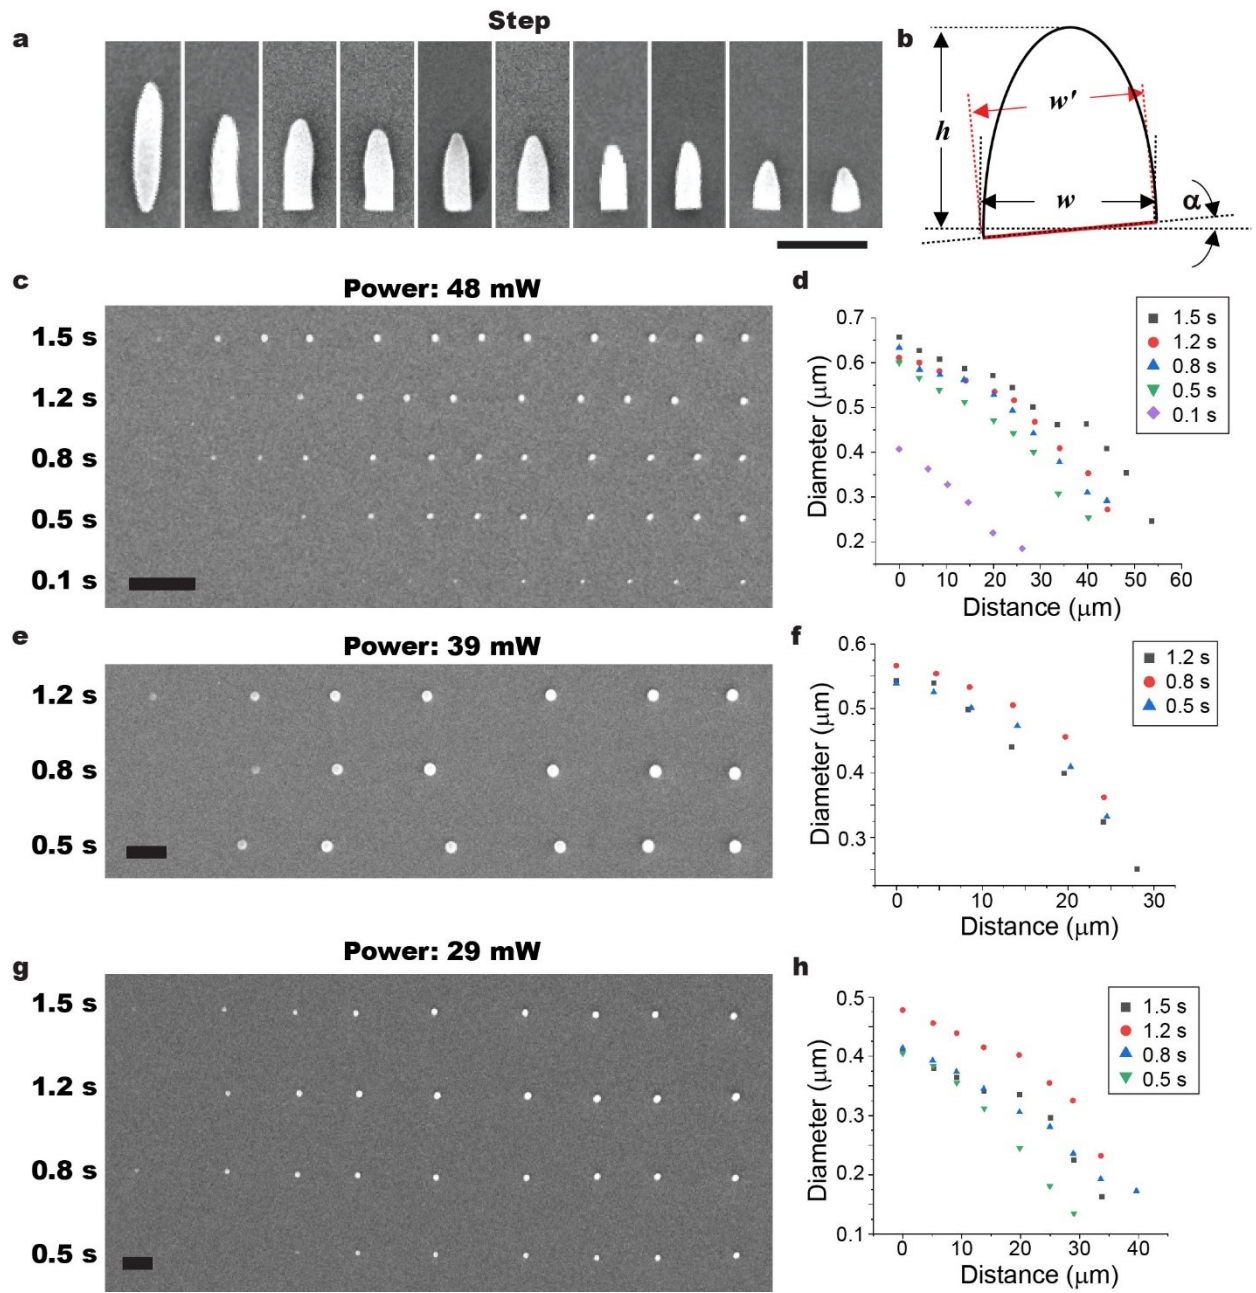 Step
a
b
h
w′
w
α
c
Power: 48 mW
1.5 s
1.2 s
0.8 s
0.5 s
0.1 s
d
0.7
0.6
0.5
0.4
0.3
0.2
Diameter (μm)
0 10 20 30 40 50 60
Distance (μm)
1.5 s
1.2 s
0.8 s
0.5 s
0.1 s
e
Power: 39 mW
1.2 s
0.8 s
0.5 s
f
0.6
0.5
0.4
0.3
Diameter (μm)
0 10 20 30
Distance (μm)
1.2 s
0.8 s
0.5 s
g
Power: 29 mW
1.5 s
1.2 s
0.8 s
0.5 s
h
0.5
0.4
0.3
0.2
0.1
Diameter (μm)
0 10 20 30 40
Distance (μm)
1.5 s
1.2 s
0.8 s
0.5 s